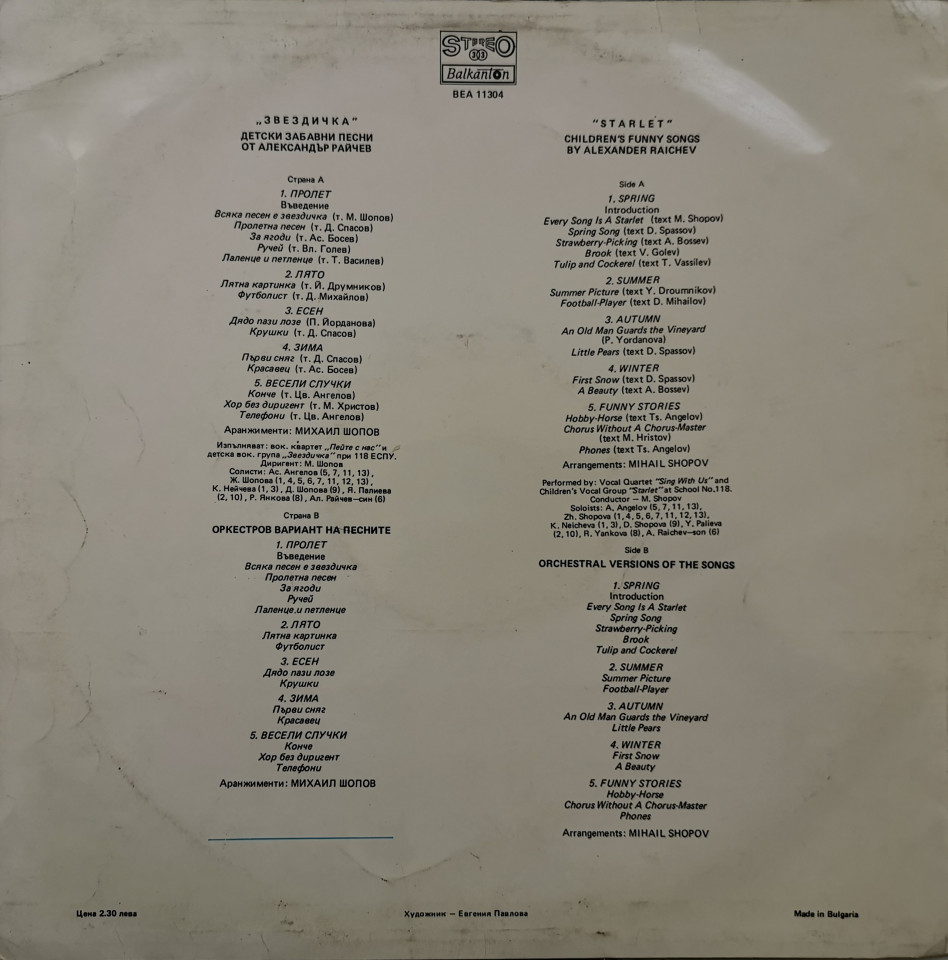 STEREO
33
Balkanton
BEA 11304
„ЗВЕЗДИЧКА”
ДЕТСКИ ЗАБАВНИ ПЕСНИ
ОТ АЛЕКСАНДЪР РАЙЧЕВ
Страна А
1. ПРОЛЕТ
Въведение
Всяка песен е звездичка (т. М. Шопов)
Пролетна песен (т. Д. Спасов)
За ягоди (т. Ас. Босев)
Ручей (т. Вл. Голев)
Лаленце и петленце (т. Т. Василев)
2. ЛЯТО
Лятна картинка (т. Й. Друмников)
Футболист (т. Д. Михайлов)
3. ЕСЕН
Дядо пази лозе (П. Йорданова)
Крушки (т. Д. Спасов)
4. ЗИМА
Първи сняг (т. Д. Спасов)
Красавец (т. Ас. Босев)
5. ВЕСЕЛИ СЛУЧКИ
Конче (т. Цв. Ангелов)
Хор без диригент (т. М. Христов)
Телефони (т. Цв. Ангелов)
Аранжименти: МИХАИЛ ШОПОВ
Изпълняват: вок. квартет „Пейте с нас” и
детска вок. група „Звездичка” при 118 ЕСПУ.
Диригент: М. Шопов
Солисти: Ас. Ангелов (5, 7, 11, 13),
Ж. Шопова (1, 4, 5, 6, 7, 11, 12, 13),
К. Нейчева (1, 3), Д. Шопова (9), Я. Палиева
(2, 10), Р. Янкова (8), Ал. Райчев–син (6)
Страна В
ОРКЕСТРОВ ВАРИАНТ НА ПЕСНИТЕ
1. ПРОЛЕТ
Въведение
Всяка песен е звездичка
Пролетна песен
За ягоди
Ручей
Лаленце и петленце
2. ЛЯТО
Лятна картинка
Футболист
3. ЕСЕН
Дядо пази лозе
Крушки
4. ЗИМА
Първи сняг
Красавец
5. ВЕСЕЛИ СЛУЧКИ
Конче
Хор без диригент
Телефони
Аранжименти: МИХАИЛ ШОПОВ
"STARLET"
CHILDREN'S FUNNY SONGS
BY ALEXANDER RAICHEV
Side A
1. SPRING
Introduction
Every Song Is A Starlet (text M. Shopov)
Spring Song (text D. Spassov)
Strawberry-Picking (text A. Bossev)
Brook (text V. Golev)
Tulip and Cockerel (text T. Vassilev)
2. SUMMER
Summer Picture (text Y. Droumnikov)
Football-Player (text D. Mihailov)
3. AUTUMN
An Old Man Guards the Vineyard
(P. Yordanova)
Little Pears (text D. Spassov)
4. WINTER
First Snow (text D. Spassov)
A Beauty (text A. Bossev)
5. FUNNY STORIES
Hobby-Horse (text Ts. Angelov)
Chorus Without A Chorus-Master
(text M. Hristov)
Phones (text Ts. Angelov)
Arrangements: MIHAIL SHOPOV
Performed by: Vocal Quartet "Sing With Us" and
Children's Vocal Group "Starlet" at School No.118.
Conductor – M. Shopov
Soloists: A. Angelov (5, 7, 11, 13),
Zh. Shopova (1, 4, 5, 6, 7, 11, 12, 13),
K. Neicheva (1, 3), D. Shopova (9), Y. Palieva
(2, 10), R. Yankova (8), A. Raichev–son (6)
Side B
ORCHESTRAL VERSIONS OF THE SONGS
1. SPRING
Introduction
Every Song Is A Starlet
Spring Song
Strawberry-Picking
Brook
Tulip and Cockerel
2. SUMMER
Summer Picture
Football-Player
3. AUTUMN
An Old Man Guards the Vineyard
Little Pears
4. WINTER
First Snow
A Beauty
5. FUNNY STORIES
Hobby-Horse
Chorus Without A Chorus-Master
Phones
Arrangements: MIHAIL SHOPOV
Цена 2.30 лева
Художник – Евгения Павлова
Made in Bulgaria